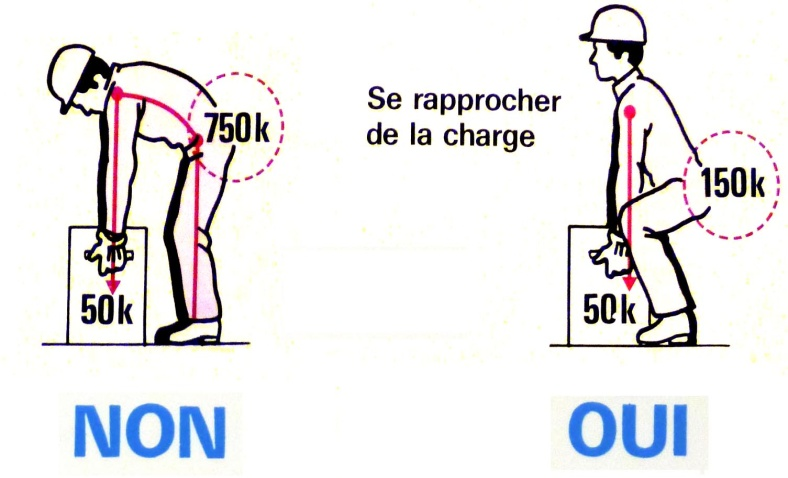 750k
50k
NON
Se rapprocher
de la charge
150k
50k
OUI